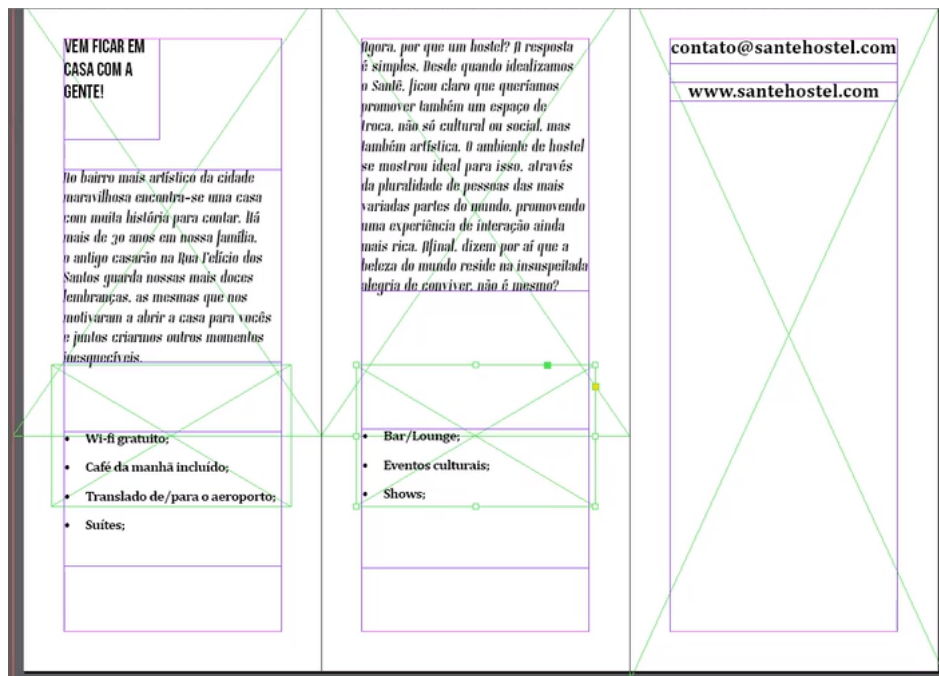 VEM FICAR EM
CASA COM A
GENTE!
No bairro mais artístico da cidade
maravilhosa encontra-se uma casa
com muita história para contar. Há
mais de 30 anos em nossa família,
o antigo casarão na Rua Felício dos
Santos guarda nossas mais doces
lembranças, as mesmas que nos
motivaram a abrir a casa para vocês
e juntos criarmos outros momentos
inesquecíveis.
• Wi-fi gratuito;
• Café da manhã incluído;
• Translado de/para o aeroporto;
• Suítes;
Agora, por que um hostel? A resposta
é simples. Desde quando idealizamos
o Santê, ficou claro que queríamos
promover também um espaço de
troca, não só cultural ou social, mas
também artística. O ambiente de hostel
se mostrou ideal para isso, através
da pluralidade de pessoas das mais
variadas partes do mundo, promovendo
uma experiência de interação ainda
mais rica. Afinal, dizem por aí que a
beleza do mundo reside na insuspeitada
alegria de conviver, não é mesmo?
• Bar/Lounge;
• Eventos culturais;
• Shows;
contato@santehostel.com
www.santehostel.com